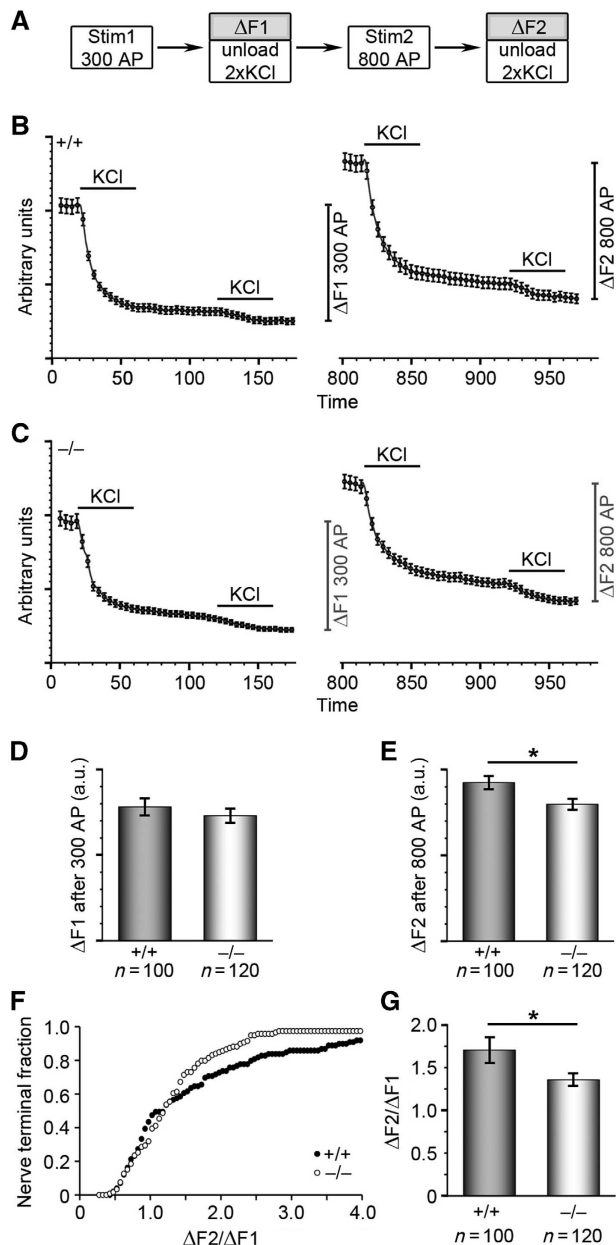 A
Stim1
300 AP
ΔF1
unload
2xKCl
Stim2
800 AP
ΔF2
unload
2xKCl
B
+/+
KCl
KCl
Arbitrary units
0 50 100 150
Time
ΔF1 300 AP
KCl
KCl
800 850 900 950
Time
ΔF2 800 AP
C
–/–
KCl
KCl
Arbitrary units
0 50 100 150
Time
ΔF1 300 AP
KCl
KCl
800 850 900 950
Time
ΔF2 800 AP
D
ΔF1 after 300 AP (a.u.)
+/+ –/–
n=100 n=120
E
ΔF2 after 800 AP (a.u.)
*
+/+ –/–
n=100 n=120
F
Nerve terminal fraction
1.0
0.8
0.6
0.4
0.2
0
0 1.0 2.0 3.0 4.0
ΔF2/ΔF1
+/+
–/–
G
ΔF2/ΔF1
2.0
1.5
1.0
0.5
0
*
+/+ –/–
n=100 n=120